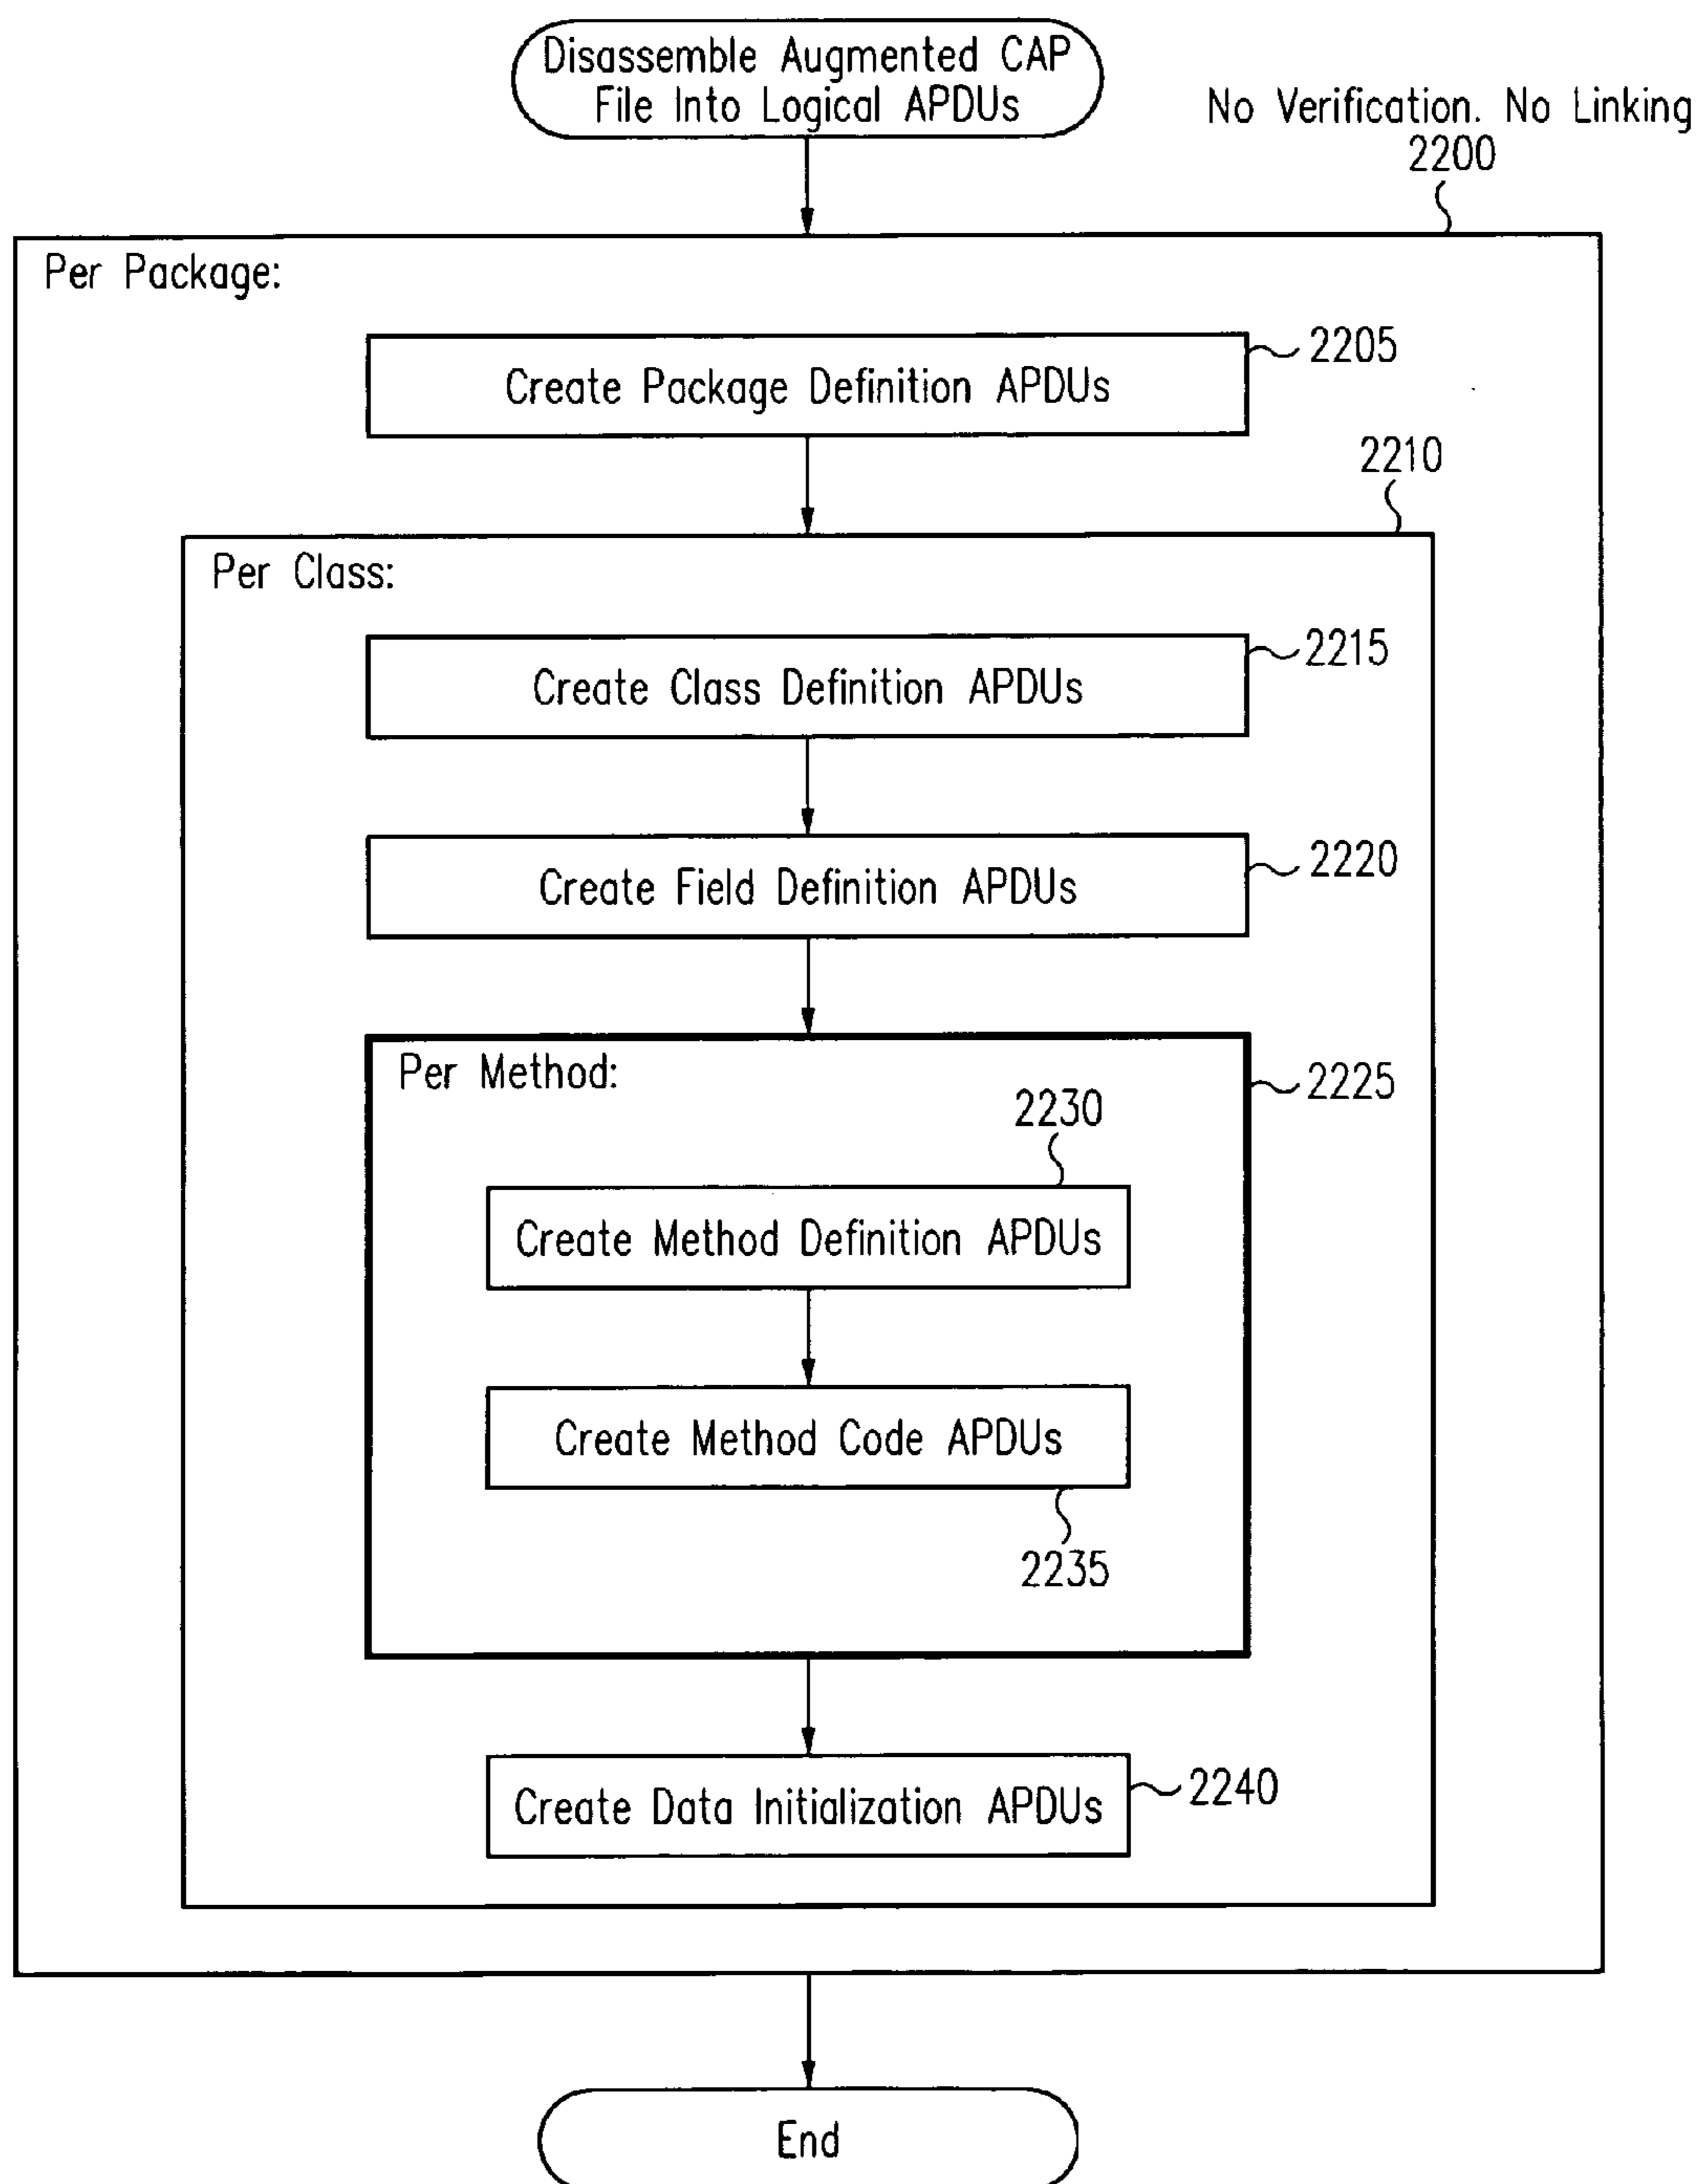 Disassemble Augmented CAP
File Into Logical APDUs
No Verification. No Linking
2200
Per Package:
2205
Create Package Definition APDUs
2210
Per Class:
2215
Create Class Definition APDUs
2220
Create Field Definition APDUs
Per Method:
2225
2230
Create Method Definition APDUs
Create Method Code APDUs
2235
2240
Create Data Initialization APDUs
End